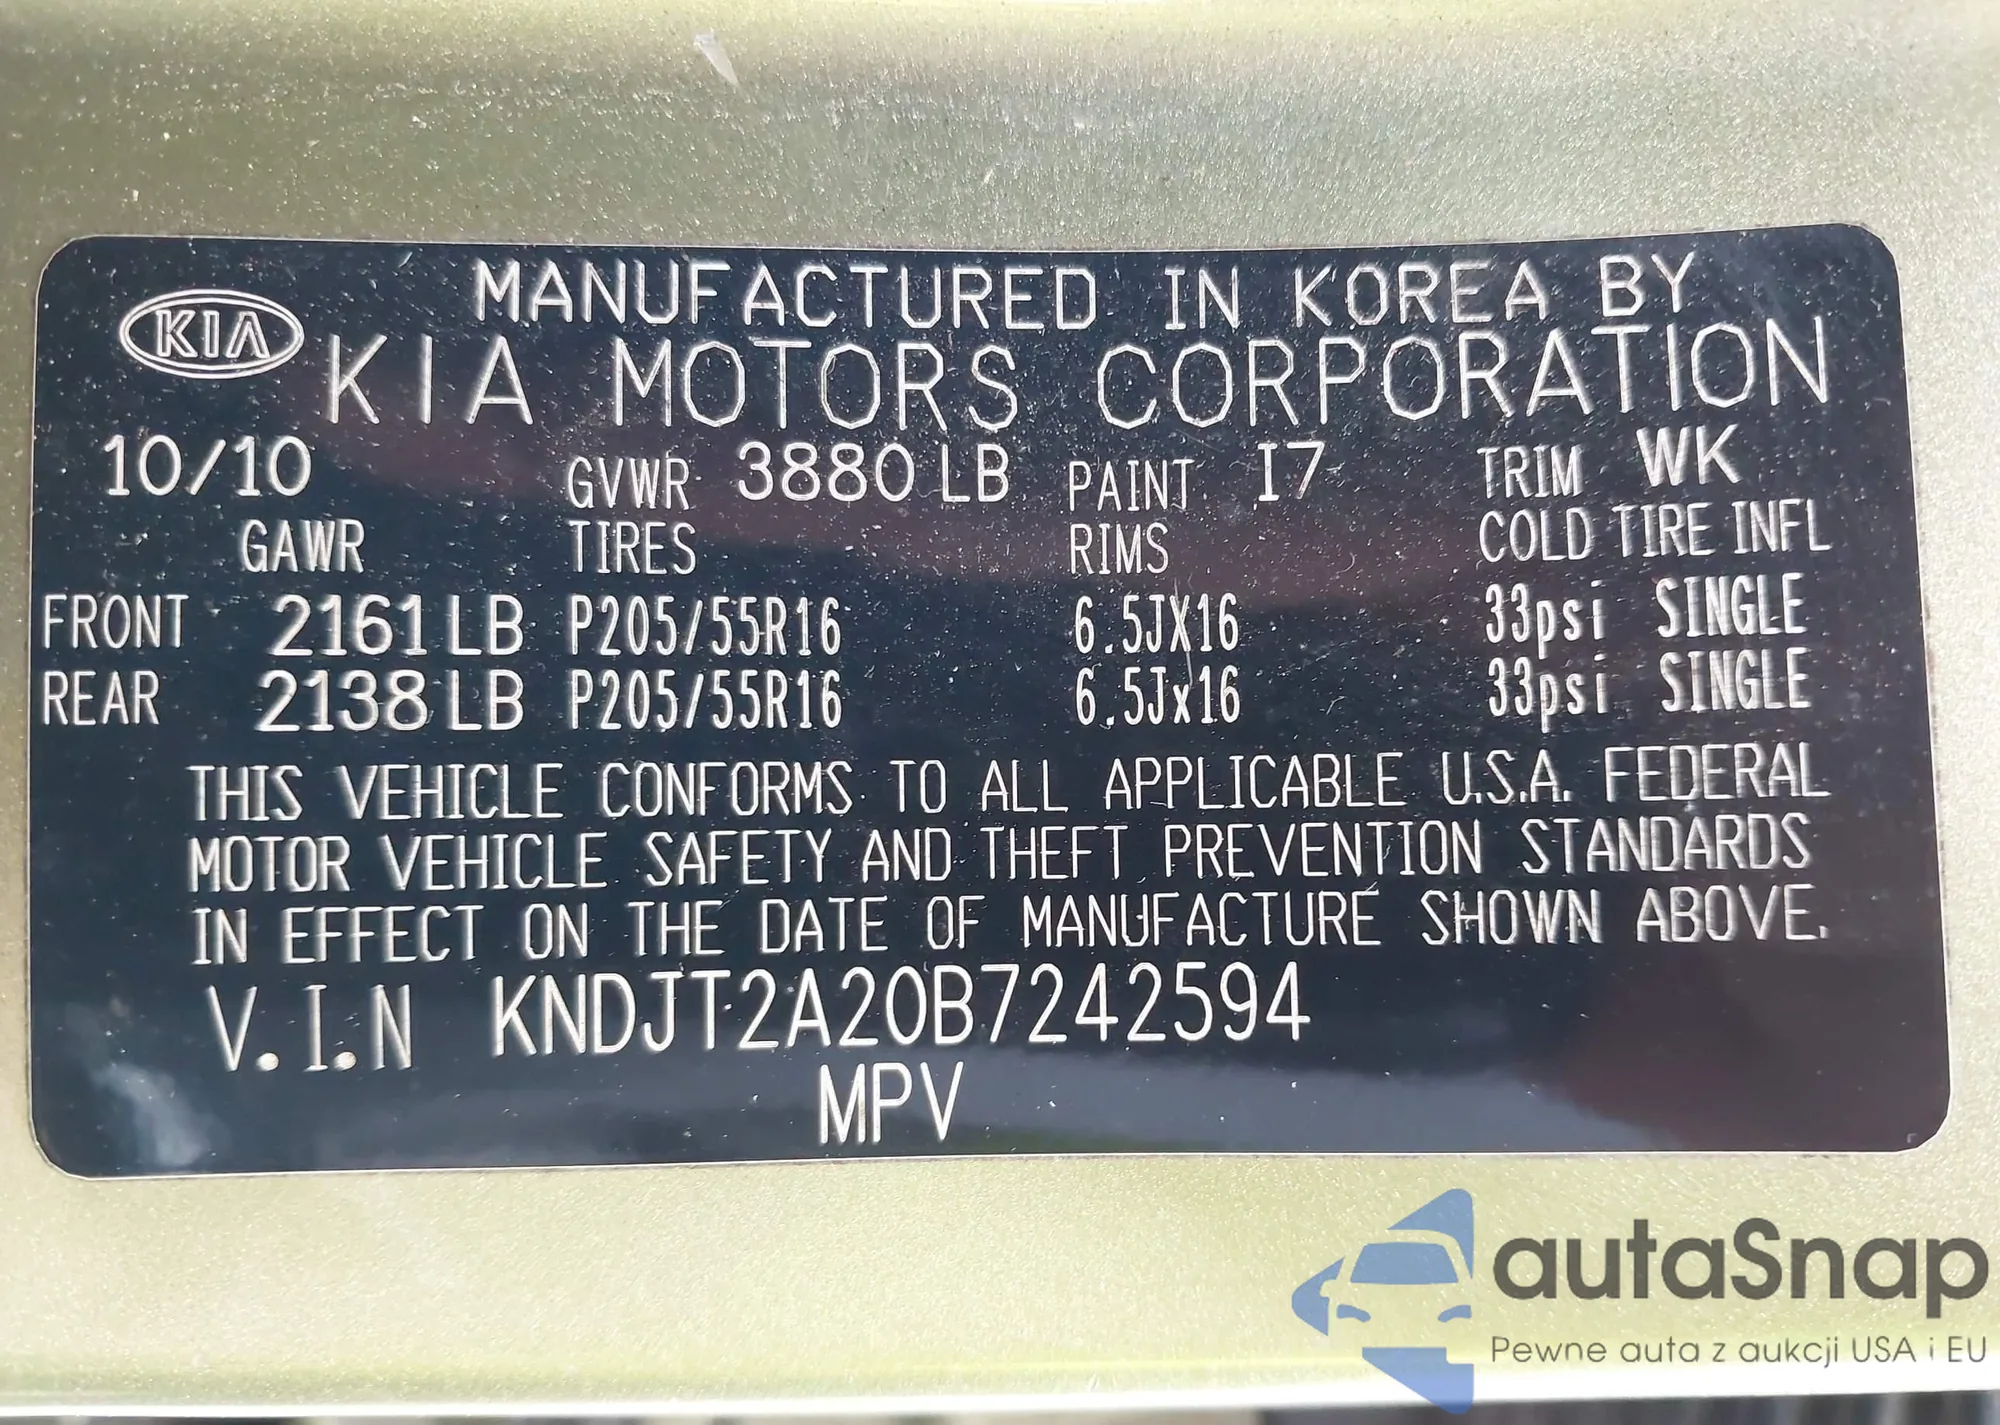 MANUFACTURED IN KOREA BY
KIA KIA MOTORS CORPORATION
10/10 GVWR 3880LB PAINT I7 TRIM WK
GAWR TIRES RIMS COLD TIRE INFL
FRONT 2161LB P205/55R16 6.5JX16 33psi SINGLE
REAR 2138LB P205/55R16 6.5Jx16 33psi SINGLE
THIS VEHICLE CONFORMS TO ALL APPLICABLE U.S.A. FEDERAL
MOTOR VEHICLE SAFETY AND THEFT PREVENTION STANDARDS
IN EFFECT ON THE DATE OF MANUFACTURE SHOWN ABOVE.
V.I.N KNDJT2A20B7242594
MPV
autaSnap
Pewne auta z aukcji USA i EU